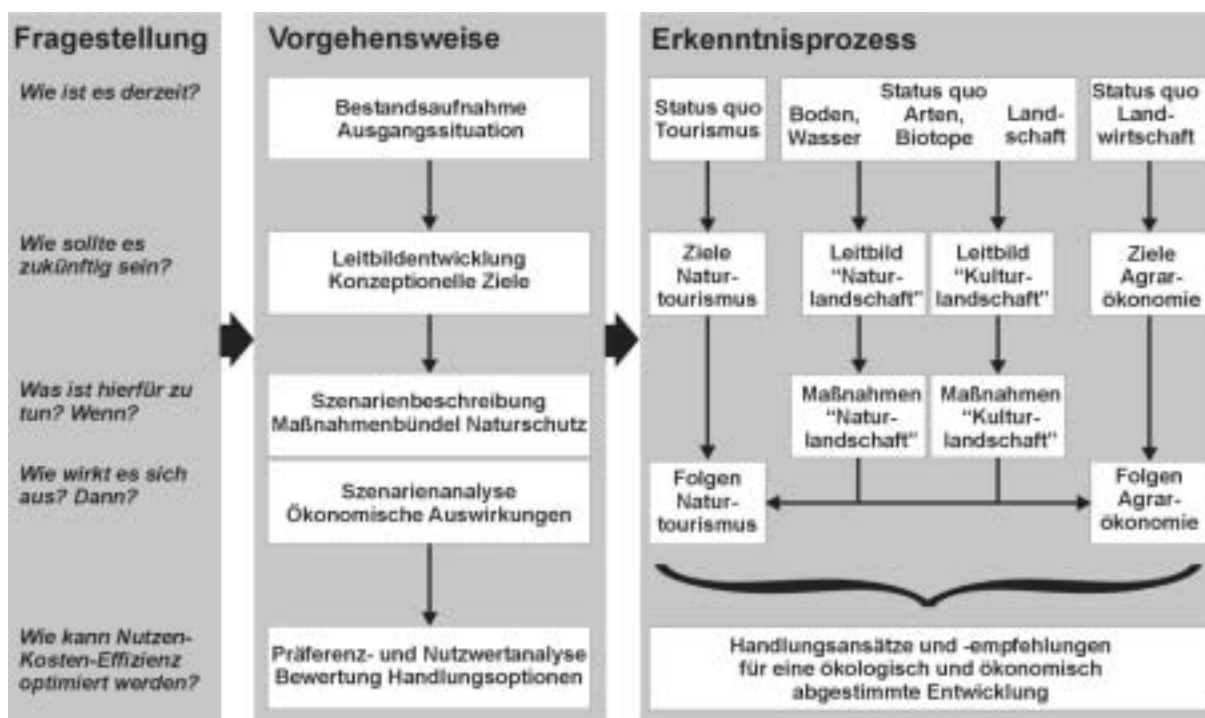 Fragestellung
Wie ist es derzeit?
Wie sollte es
zukünftig sein?
Was ist hierfür zu
tun? Wenn?
Wie wirkt es sich
aus? Dann?
Wie kann Nutzen-
Kosten-Effizienz
optimiert werden?
Vorgehensweise
Bestandsaufnahme
Ausgangssituation
Leitbildentwicklung
Konzeptionelle Ziele
Szenarienbeschreibung
Maßnahmenbündel Naturschutz
Szenarienanalyse
Ökonomische Auswirkungen
Präferenz- und Nutzwertanalyse
Bewertung Handlungsoptionen
Erkenntnisprozess
Status quo
Tourismus
Status quo
Boden,
Wasser
Arten,
Biotope
Land-
schaft
Status quo
Land-
wirtschaft
Ziele
Natur-
tourismus
Leitbild
"Natur-
landschaft"
Leitbild
"Kultur-
landschaft"
Ziele
Agrar-
ökonomie
Maßnahmen
"Natur-
landschaft"
Maßnahmen
"Kultur-
landschaft"
Folgen
Natur-
tourismus
Folgen
Agrar-
ökonomie
Handlungsansätze und -empfehlungen
für eine ökologisch und ökonomisch
abgestimmte Entwicklung